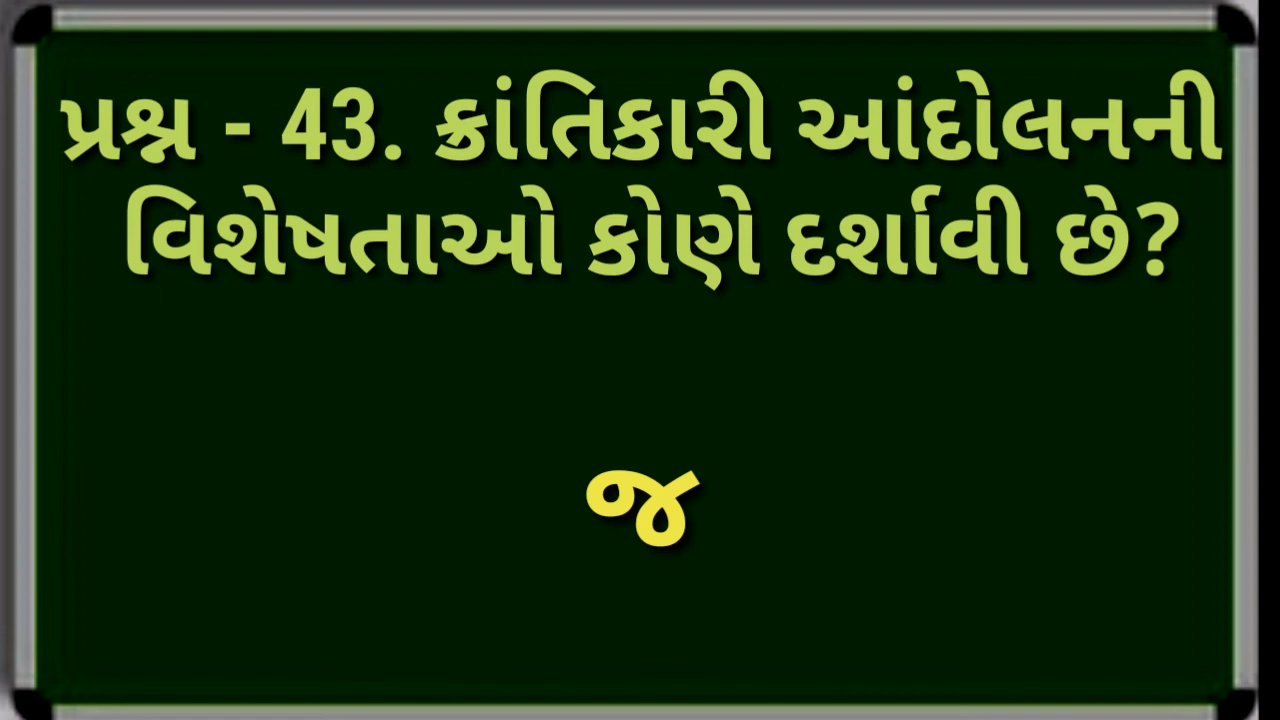 પ્રશ્ન - 43. ક્રાંતિકારી આંદોલનની
વિશેષતાઓ કોણે દર્શાવી છે?
જ